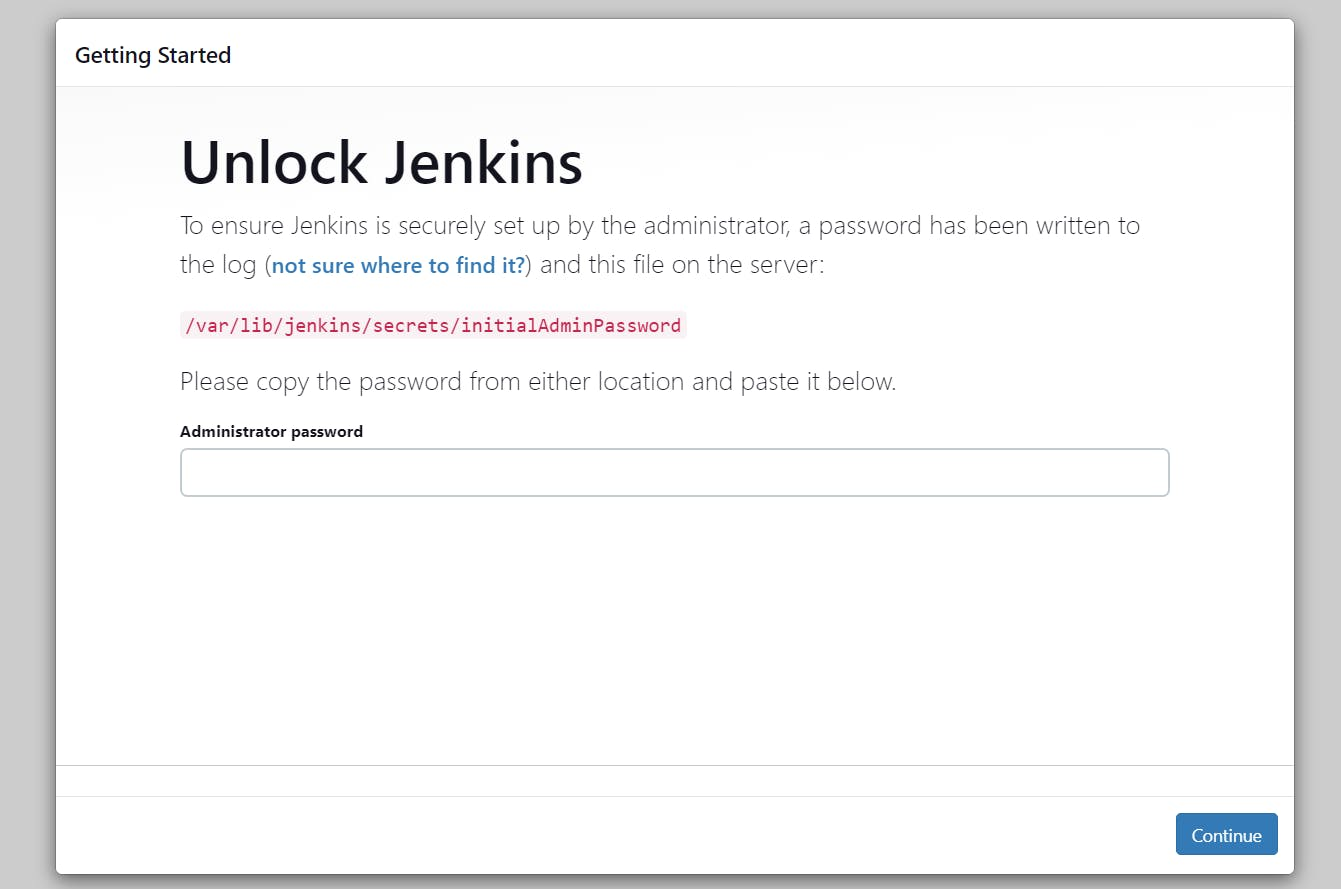 Getting Started
Unlock Jenkins
To ensure Jenkins is securely set up by the administrator, a password has been written to
the log (not sure where to find it?) and this file on the server:
/var/lib/jenkins/secrets/initialAdminPassword
Please copy the password from either location and paste it below.
Administrator password
Continue